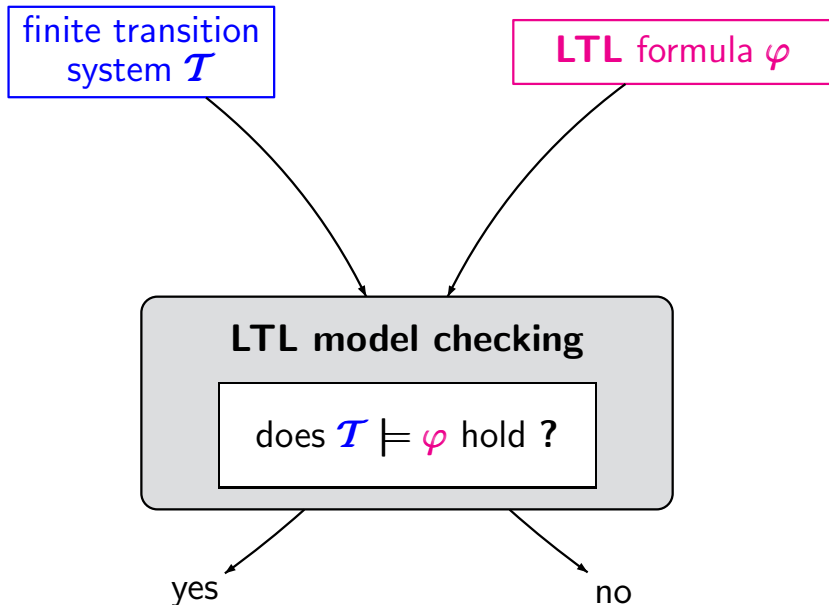 finite transition
system 𝓣
LTL formula φ
LTL model checking
does 𝓣 ⊨ φ hold ?
yes
no